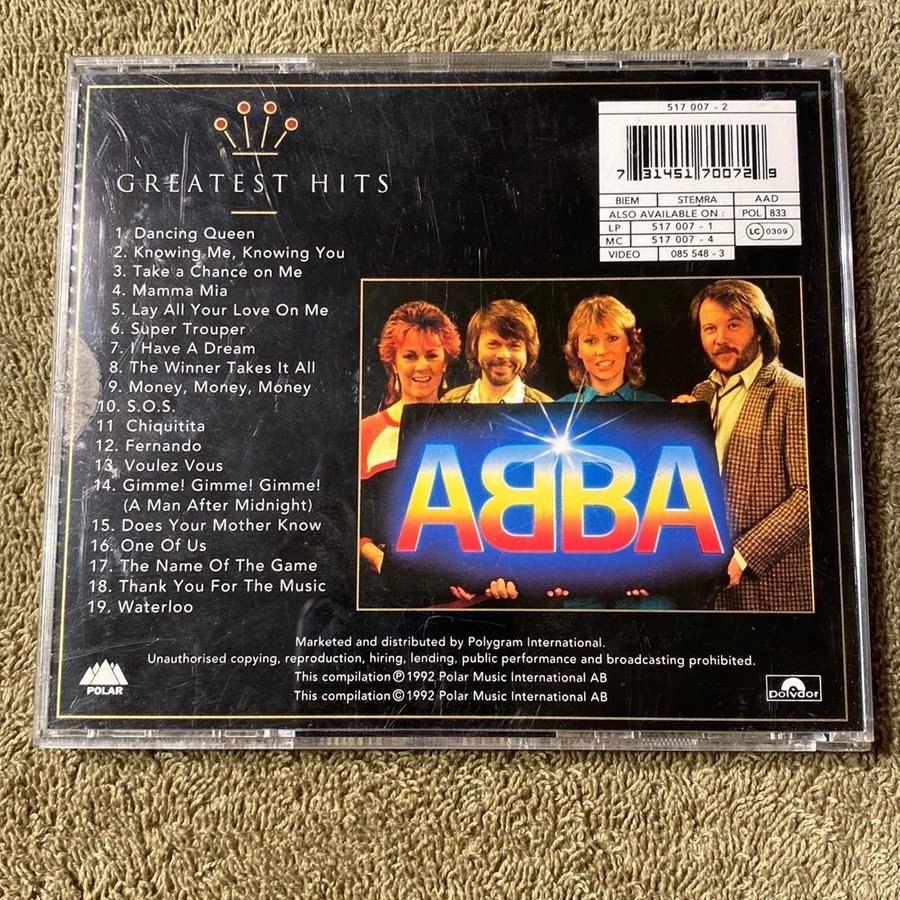 GREATEST HITS
1. Dancing Queen
2. Knowing Me, Knowing You
3. Take a Chance on Me
4. Mamma Mia
5. Lay All Your Love On Me
6. Super Trouper
7. I Have A Dream
8. The Winner Takes It All
9. Money, Money, Money
10. S.O.S.
11 Chiquitita
12. Fernando
13. Voulez Vous
14. Gimme! Gimme! Gimme!
(A Man After Midnight)
15. Does Your Mother Know
16. One Of Us
17. The Name Of The Game
18. Thank You For The Music
19. Waterloo
517 007 - 2
7 31451 70072 9
BIEM STEMRA AAD
ALSO AVAILABLE ON : POL 833
LP 517 007 - 1
MC 517 007 - 4
VIDEO 085 548 - 3
LC 0309
ABBA
Marketed and distributed by Polygram International.
Unauthorised copying, reproduction, hiring, lending, public performance and broadcasting prohibited.
This compilation ℗ 1992 Polar Music International AB
This compilation © 1992 Polar Music International AB
POLAR
polydor